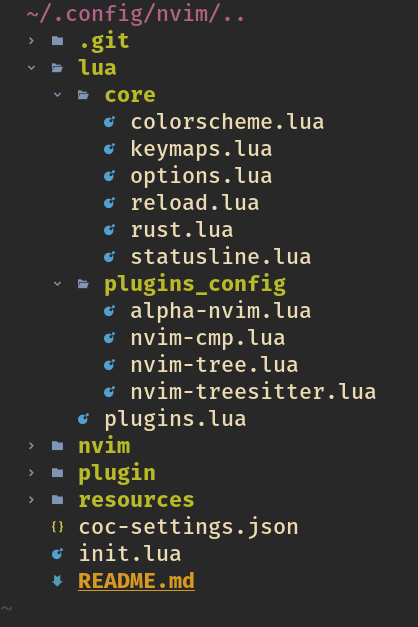 ~/.config/nvim/..
.git
lua
core
colorscheme.lua
keymaps.lua
options.lua
reload.lua
rust.lua
statusline.lua
plugins_config
alpha-nvim.lua
nvim-cmp.lua
nvim-tree.lua
nvim-treesitter.lua
plugins.lua
nvim
plugin
resources
{} coc-settings.json
init.lua
README.md
~